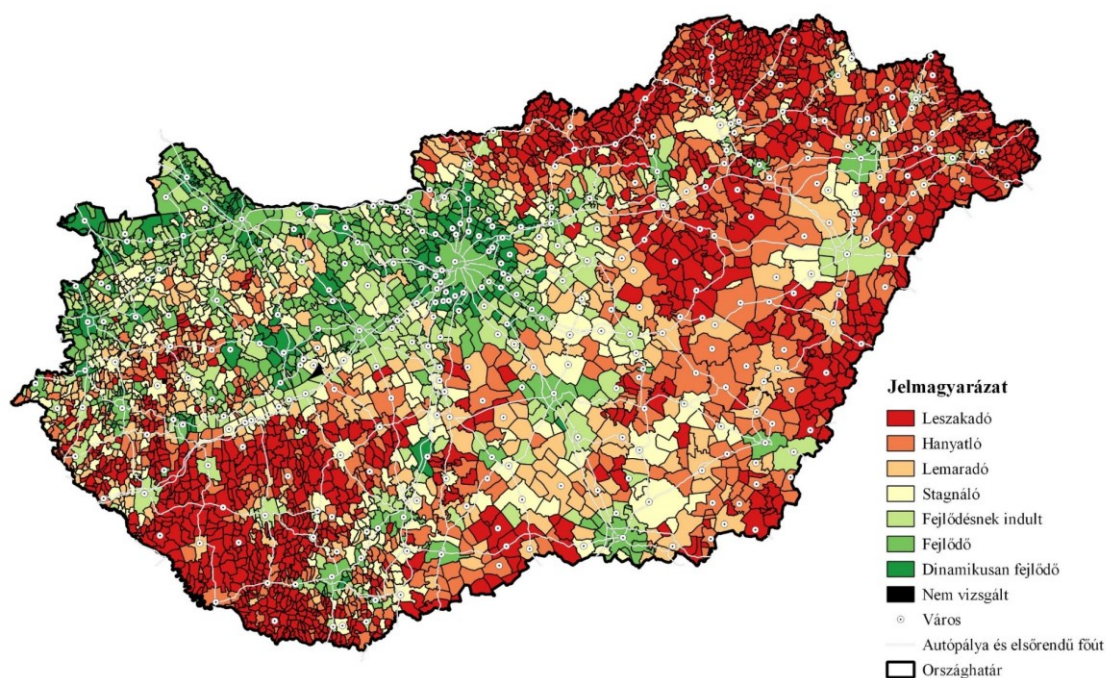 Jelmagyarázat
Leszakadó
Hanyatló
Lemaradó
Stagnáló
Fejlődésnek indult
Fejlődő
Dinamikusan fejlődő
Nem vizsgált
Város
Autópálya és elsőrendű főút
Országhatár